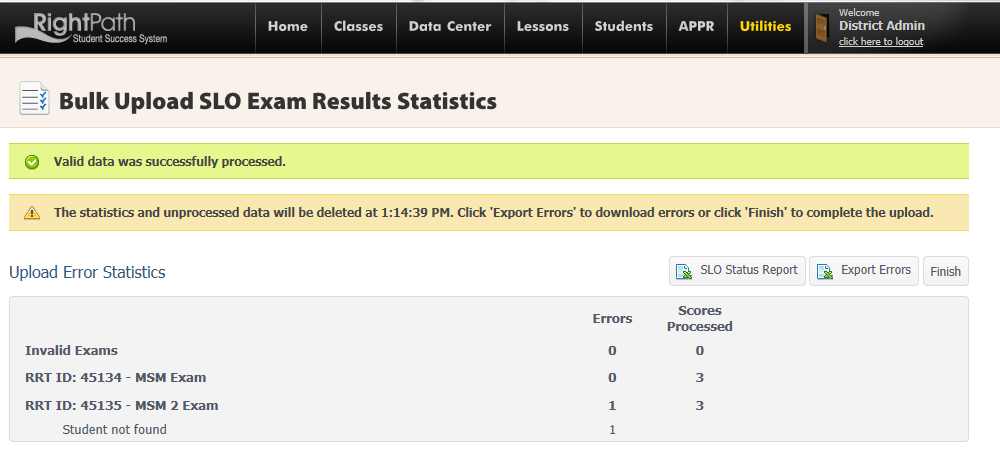 RightPath
Student Success System
Home Classes Data Center Lessons Students APPR Utilities
Welcome
District Admin
click here to logout
Bulk Upload SLO Exam Results Statistics
Valid data was successfully processed.
The statistics and unprocessed data will be deleted at 1:14:39 PM. Click 'Export Errors' to download errors or click 'Finish' to complete the upload.
Upload Error Statistics
SLO Status Report Export Errors Finish
Errors Scores
Processed
Invalid Exams 0 0
RRT ID: 45134 - MSM Exam 0 3
RRT ID: 45135 - MSM 2 Exam 1 3
Student not found 1